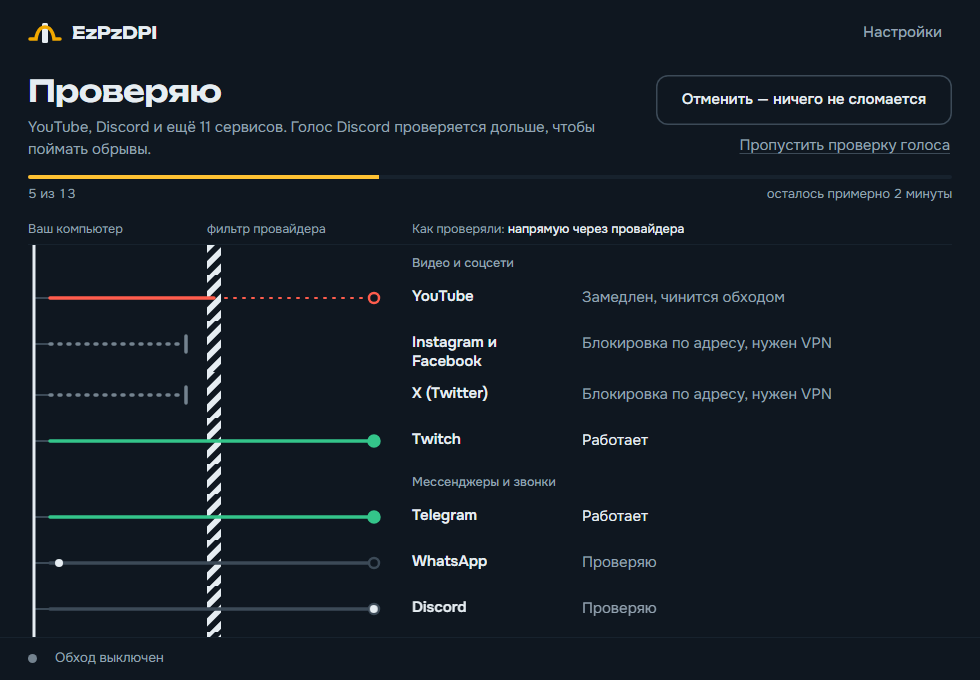 EzPzDPI
Настройки
Проверяю
YouTube, Discord и ещё 11 сервисов. Голос Discord проверяется дольше, чтобы
поймать обрывы.
Отменить — ничего не сломается
Пропустить проверку голоса
5 из 13
осталось примерно 2 минуты
Ваш компьютер
фильтр провайдера
Как проверяли: напрямую через провайдера
Видео и соцсети
YouTube
Замедлен, чинится обходом
Instagram и
Facebook
Блокировка по адресу, нужен VPN
X (Twitter)
Блокировка по адресу, нужен VPN
Twitch
Работает
Мессенджеры и звонки
Telegram
Работает
WhatsApp
Проверяю
Discord
Проверяю
Обход выключен